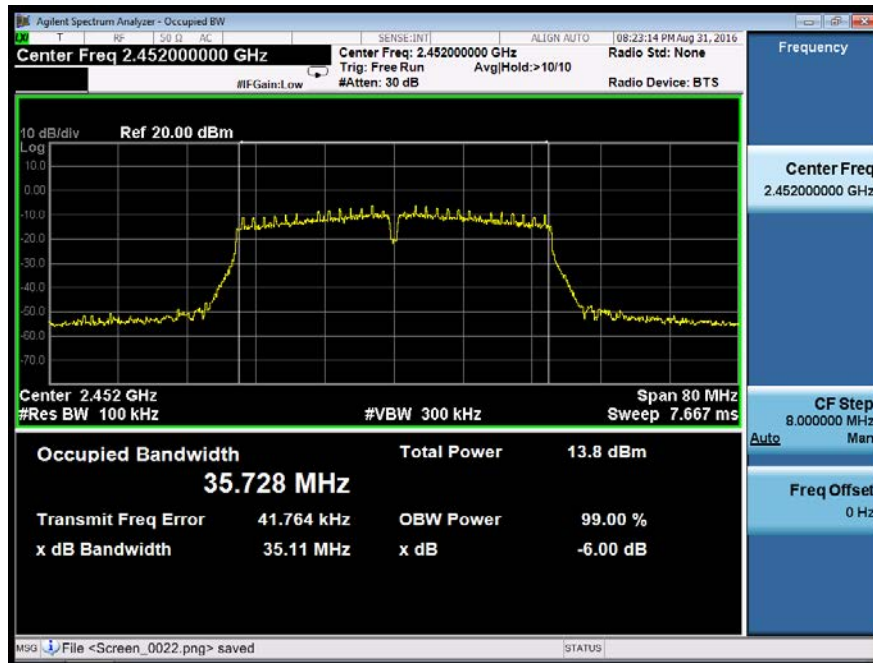 Agilent Spectrum Analyzer - Occupied BW
LXI T RF 50 Ω AC SENSE:INT ALIGN AUTO 08:23:14 PM Aug 31, 2016
Center Freq 2.452000000 GHz
Center Freq: 2.452000000 GHz
Radio Std: None
Trig: Free Run
Avg|Hold:>10/10
#IFGain:Low
#Atten: 30 dB
Radio Device: BTS
10 dB/div
Ref 20.00 dBm
Log
10.0
0.00
-10.0
-20.0
-30.0
-40.0
-50.0
-60.0
-70.0
Center 2.452 GHz
Span 80 MHz
#Res BW 100 kHz
#VBW 300 kHz
Sweep 7.667 ms
Occupied Bandwidth
Total Power 13.8 dBm
35.728 MHz
Transmit Freq Error 41.764 kHz OBW Power 99.00 %
x dB Bandwidth 35.11 MHz x dB -6.00 dB
Frequency
Center Freq
2.452000000 GHz
CF Step
8.000000 MHz
Auto Man
Freq Offset
0 Hz
MSG File <Screen_0022.png> saved STATUS